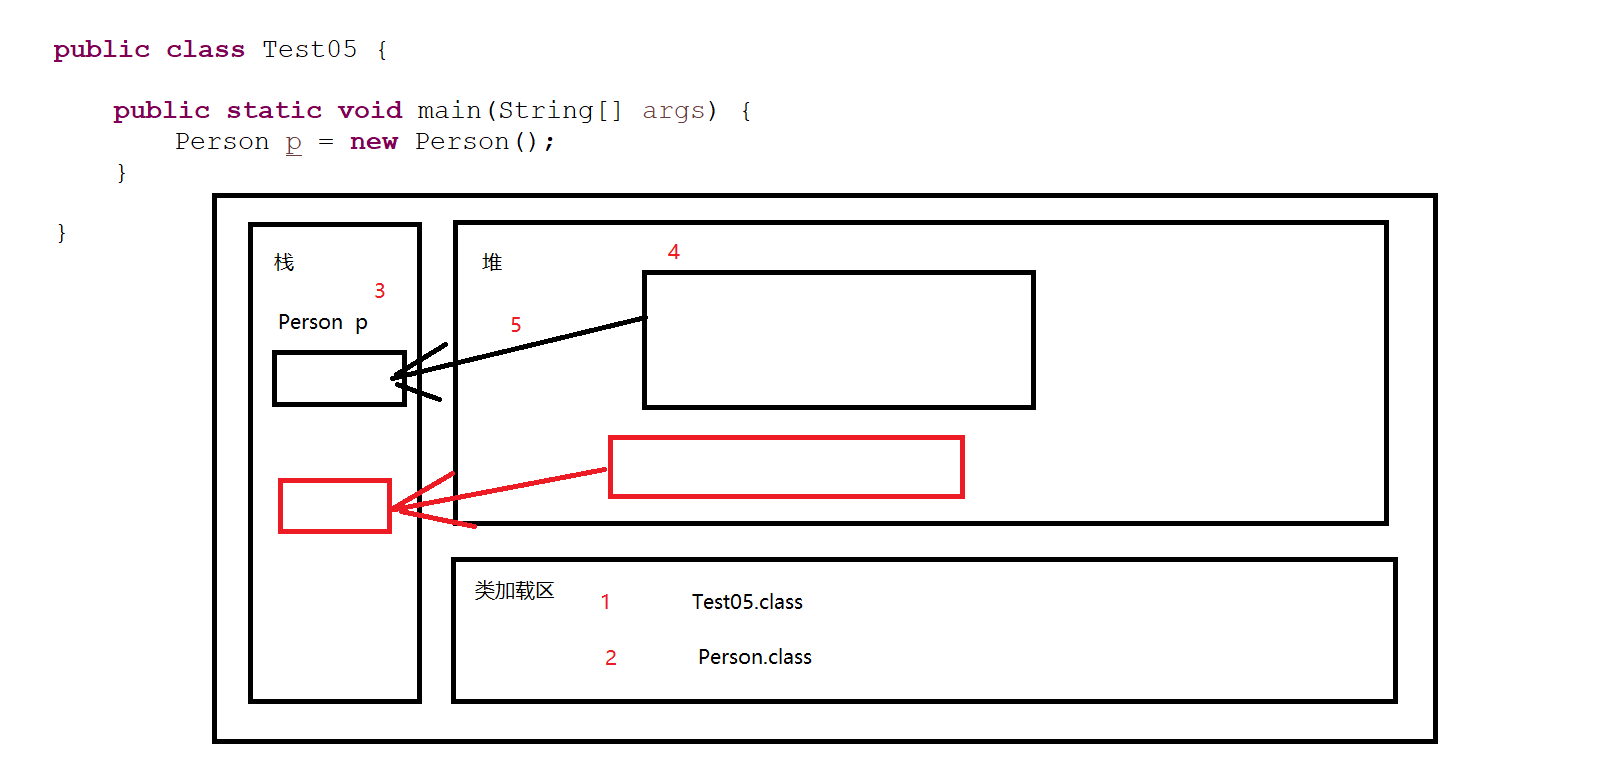 public class Test05 {
public static void main(String[] args) {
Person p = new Person();
}
}
栈
堆
4
3
Person p
5
类加载区
1 Test05.class
2 Person.class